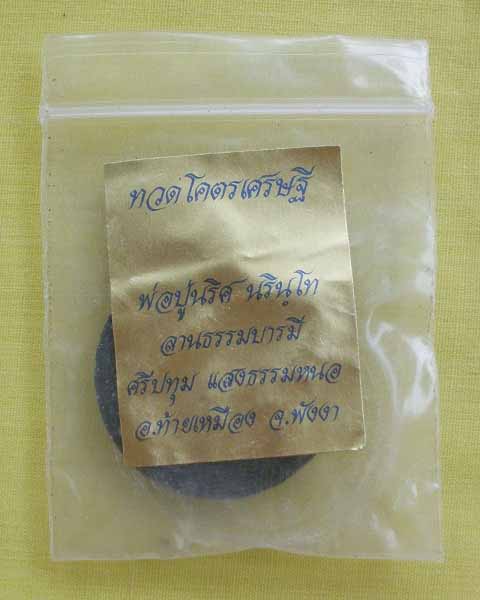 ทวดโคตรเศรษฐี
พ่อปู่นริศ นรินฺโท
ลานธรรมบารมี
ศรีปทุม แสงธรรมหนอ
อ.ท้ายเหมือง จ.พังงา